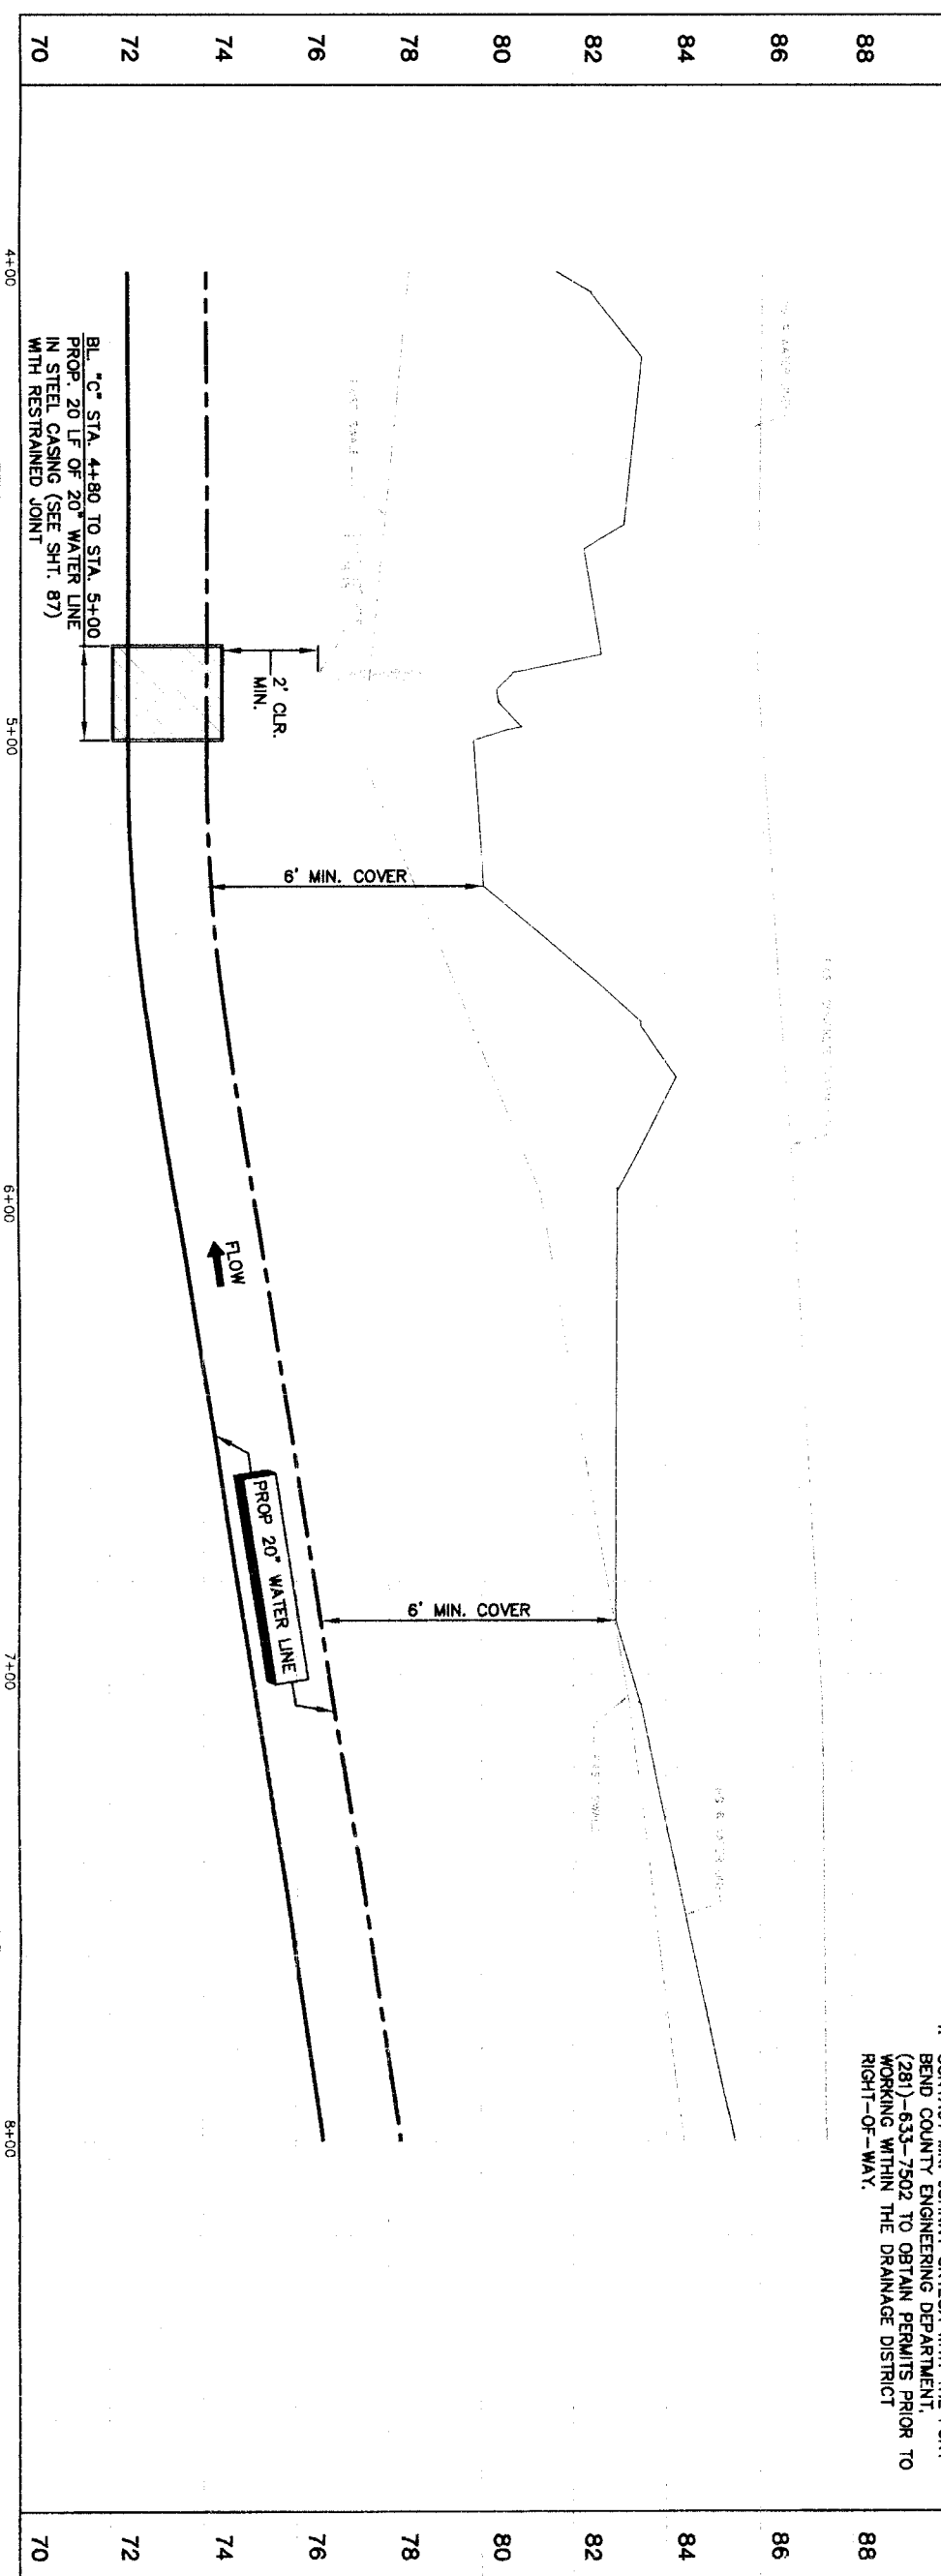 88
86
84
82
80
78
76
74
72
70
BEND COUNTY ENGINEERING DEPARTMENT,
(281)-633-7502 TO OBTAIN PERMITS PRIOR TO
WORKING WITHIN THE DRAINAGE DISTRICT
RIGHT-OF-WAY.
2' CLR.
MIN.
6' MIN. COVER
6' MIN. COVER
FLOW
PROP 20" WATER LINE
BL. "C" STA. 4+80 TO STA. 5+00
PROP. 20 LF OF 20" WATER LINE
IN STEEL CASING (SEE SHT. 87)
WITH RESTRAINED JOINT
88
86
84
82
80
78
76
74
72
70
4+00
5+00
6+00
7+00
8+00